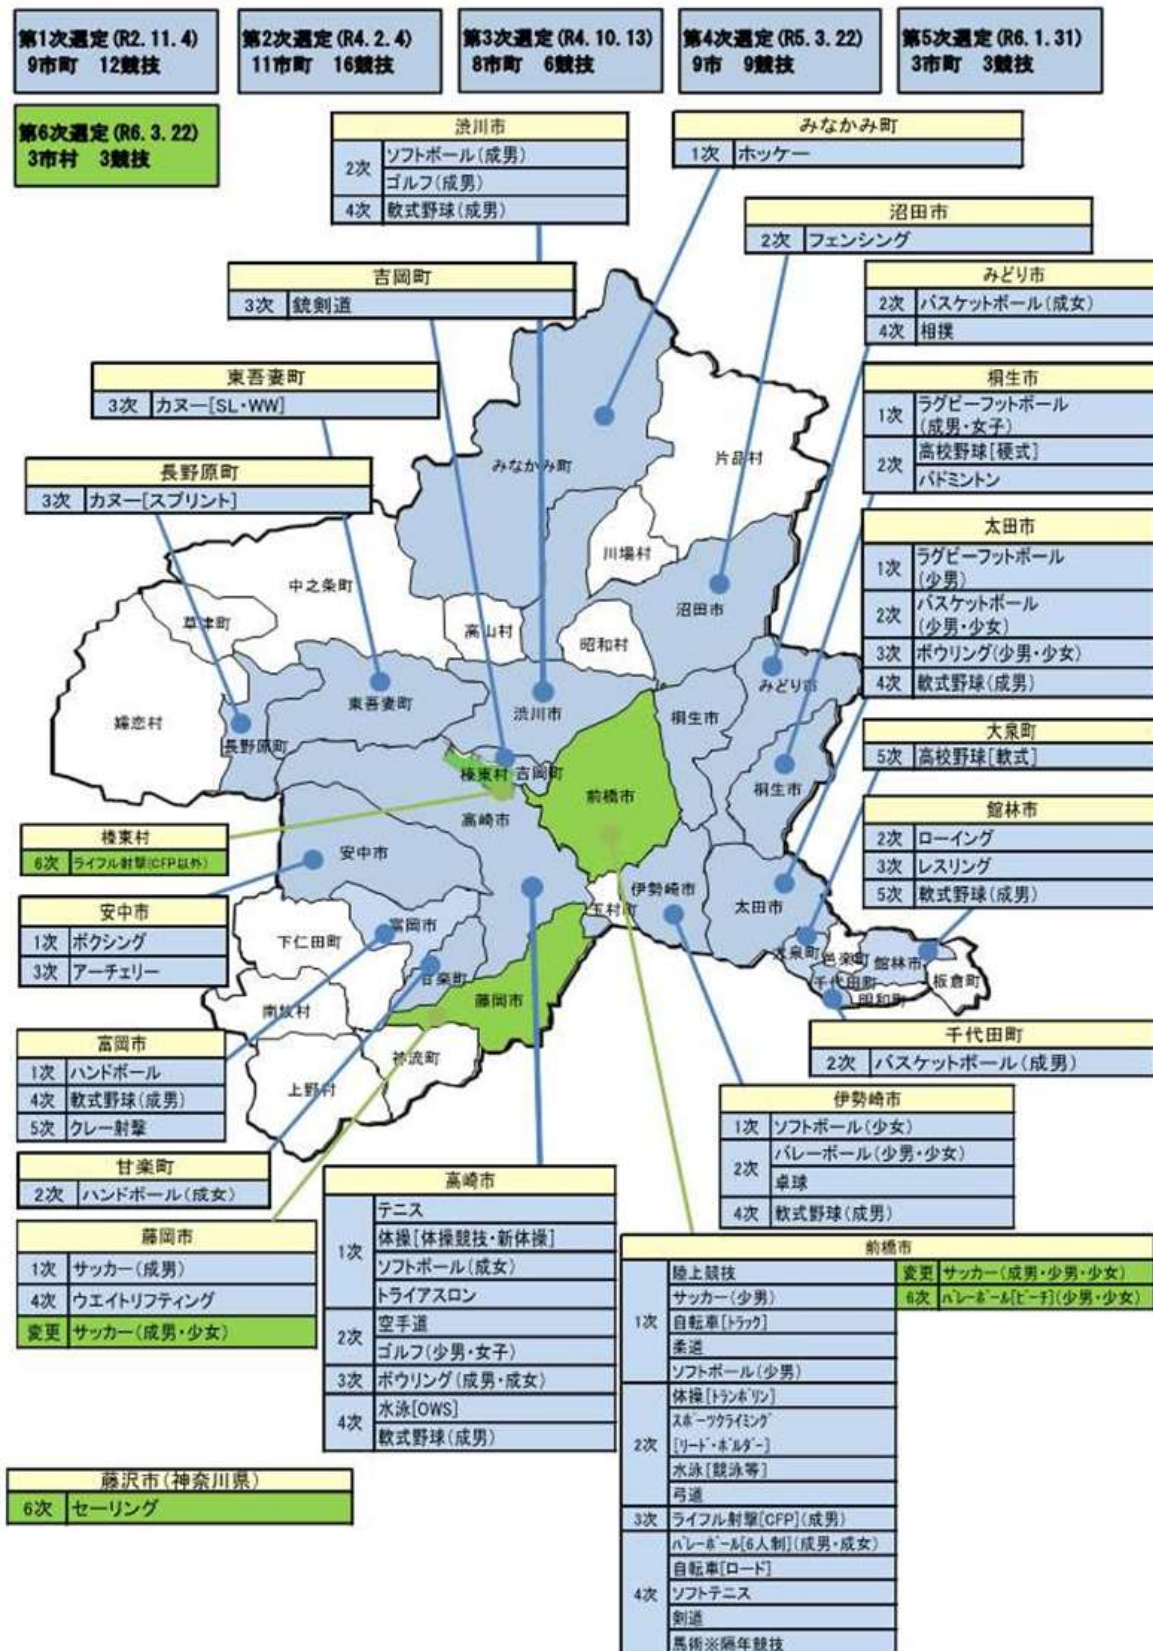 第1次選定(R2.11.4)
9市町 12競技
第2次選定(R4.2.4)
11市町 16競技
第3次選定(R4.10.13)
8市町 6競技
第4次選定(R5.3.22)
9市 9競技
第5次選定(R6.1.31)
3市町 3競技
第6次選定(R6.3.22)
3市村 3競技
渋川市
2次 ソフトボール(成男)
ゴルフ(成男)
4次 軟式野球(成男)
みなかみ町
1次 ホッケー
沼田市
2次 フェンシング
吉岡町
3次 銃剣道
みどり市
2次 バスケットボール(成女)
4次 相撲
東吾妻町
3次 カヌー[SL・WW]
桐生市
1次 ラグビーフットボール
(成男・女子)
2次 高校野球[硬式]
バドミントン
長野原町
3次 カヌー[スプリント]
太田市
1次 ラグビーフットボール
(少男)
2次 バスケットボール
(少男・少女)
3次 ボウリング(少男・少女)
4次 軟式野球(成男)
大泉町
5次 高校野球[軟式]
館林市
2次 ローイング
3次 レスリング
5次 軟式野球(成男)
みなかみ町
片品村
川場村
中之条町
沼田市
草津町
高山村
昭和村
みどり市
東吾妻町
渋川市
桐生市
嬬恋村
長野原町
榛東村
吉岡町
前橋市
桐生市
高崎市
安中市
伊勢崎市
玉村町
太田市
富岡市
下仁田町
大泉町
邑楽町
館林市
板倉町
甘楽町
千代田町
明和町
藤岡市
南牧村
神流町
上野村
榛東村
6次 ライフル射撃(CFP以外)
安中市
1次 ボクシング
3次 アーチェリー
富岡市
1次 ハンドボール
4次 軟式野球(成男)
5次 クレー射撃
甘楽町
2次 ハンドボール(成女)
藤岡市
1次 サッカー(成男)
4次 ウエイトリフティング
変更 サッカー(成男・少女)
千代田町
2次 バスケットボール(成男)
伊勢崎市
1次 ソフトボール(少女)
2次 バレーボール(少男・少女)
卓球
4次 軟式野球(成男)
高崎市
1次 テニス
体操[体操競技・新体操]
ソフトボール(成女)
トライアスロン
2次 空手道
ゴルフ(少男・女子)
3次 ボウリング(成男・成女)
4次 水泳[OWS]
軟式野球(成男)
前橋市
1次 陸上競技
サッカー(少男)
自転車[トラック]
柔道
ソフトボール(少男)
2次 体操[トランポリン]
スポーツクライミング
[リード・ボルダー]
水泳[競泳等]
弓道
3次 ライフル射撃[CFP](成男)
4次 バレーボール[6人制](成男・成女)
自転車[ロード]
ソフトテニス
剣道
馬術※隔年競技
変更 サッカー(成男・少男・少女)
6次 バレーボール[ビーチ](少男・少女)
藤沢市(神奈川県)
6次 セーリング